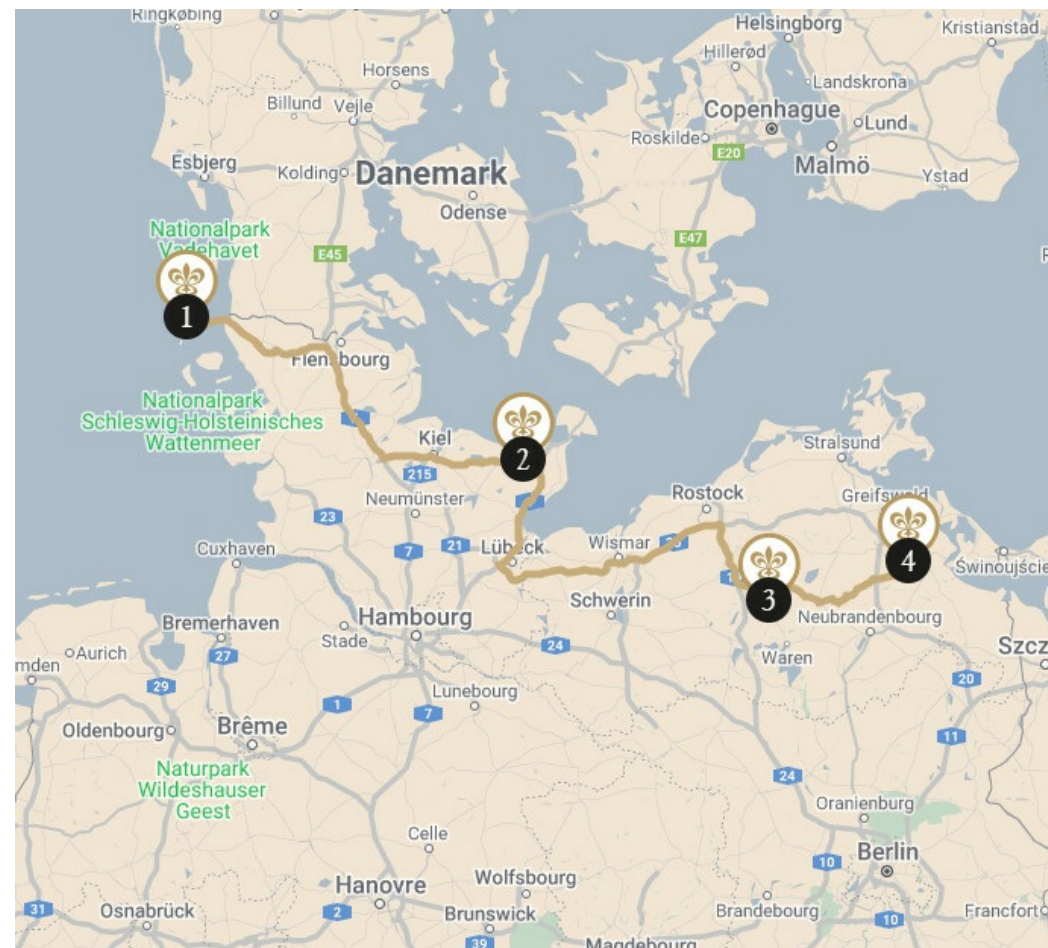 Ringkøbing
Helsingborg
Kristianstad
Hillerød
Horsens
Landskrona
Billund
Vejle
Copenhague
Lund
Roskilde
E20
Esbjerg
Kolding
Danemark
Malmö
Ystad
Odense
Nationalpark
Vadehavet
E45
E47
1
Flensbourg
Nationalpark
Schleswig-Holsteinisches
Wattenmeer
Kiel
2
215
Stralsund
Neumünster
Rostock
Greifswald
23
7
21
Lübeck
Wismar
4
Świnoujście
Cuxhaven
3
Schwerin
Hambourg
Neubrandenbourg
Bremerhaven
Stade
24
Aurich
27
Waren
Szcz
mden
29
Lunebourg
20
1
7
Oldenbourg
Brême
11
Naturpark
Wildeshauser
Geest
24
Oranienburg
Celle
Berlin
10
Wolfsbourg
Hanovre
31
Osnabrück
2
Brunswick
Brandebourg
10
Francfort
39
Magdebourg